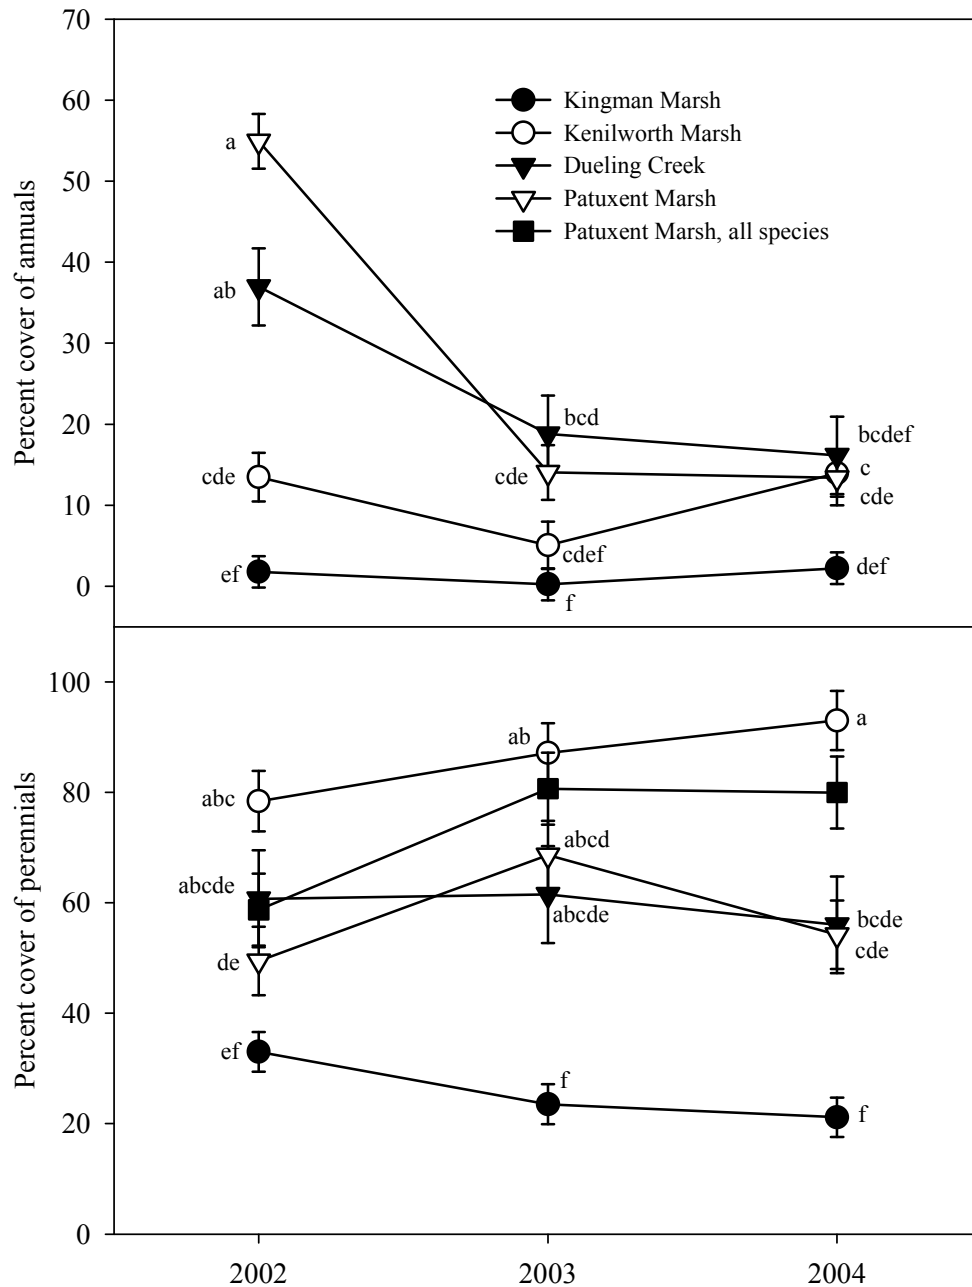 70
60
50
40
30
20
10
0
Percent cover of annuals
Kingman Marsh
Kenilworth Marsh
Dueling Creek
Patuxent Marsh
Patuxent Marsh, all species
a
ab
cde
ef
bcd
cde
cdef
f
bcdef
c
cde
def
100
80
60
40
20
0
Percent cover of perennials
abc
abcde
de
ef
ab
abcd
abcde
f
a
bcde
cde
f
2002 2003 2004